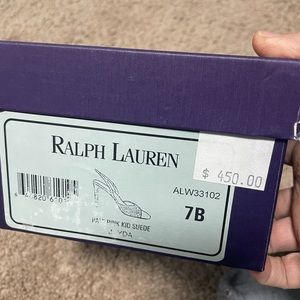 RALPH LAUREN
$ 450.00
ALW33102
7B
PINK KID SUEDE